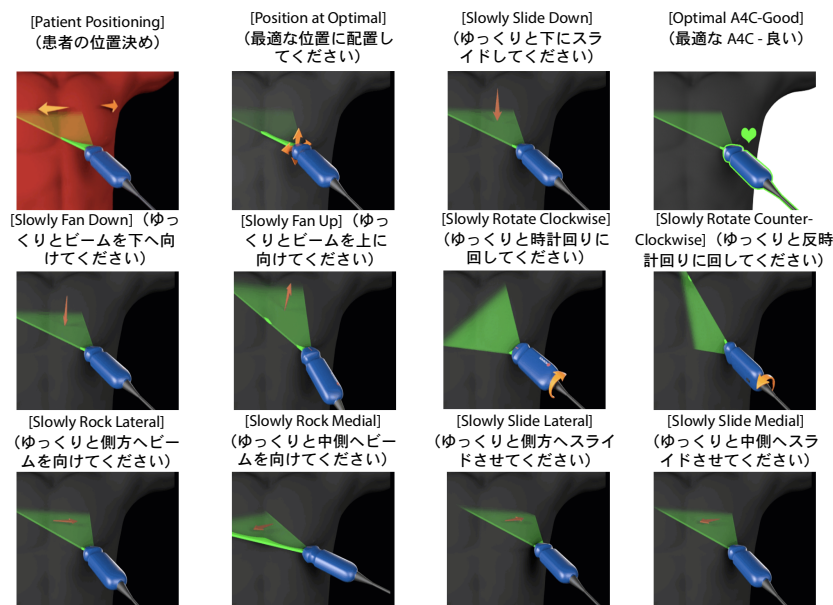 [Patient Positioning]
（患者の位置決め）
[Position at Optimal]
（最適な位置に配置し
てください）
[Slowly Slide Down]
（ゆっくりと下にスラ
イドしてください）
[Optimal A4C-Good]
（最適な A4C - 良い）
[Slowly Fan Down]（ゆっ
くりとビームを下へ向
けてください）
[Slowly Fan Up]（ゆっ
くりとビームを上に
向けてください）
[Slowly Rotate Clockwise]
（ゆっくりと時計回りに
回してください）
[Slowly Rotate Counter-
Clockwise]（ゆっくりと反時
計回りに回してください）
[Slowly Rock Lateral]
（ゆっくりと側方へビー
ムを向けてください）
[Slowly Rock Medial]
（ゆっくりと中側へビー
ムを向けてください）
[Slowly Slide Lateral]
（ゆっくりと側方へスライ
ドさせてください）
[Slowly Slide Medial]
（ゆっくりと中側へスラ
イドさせてください）